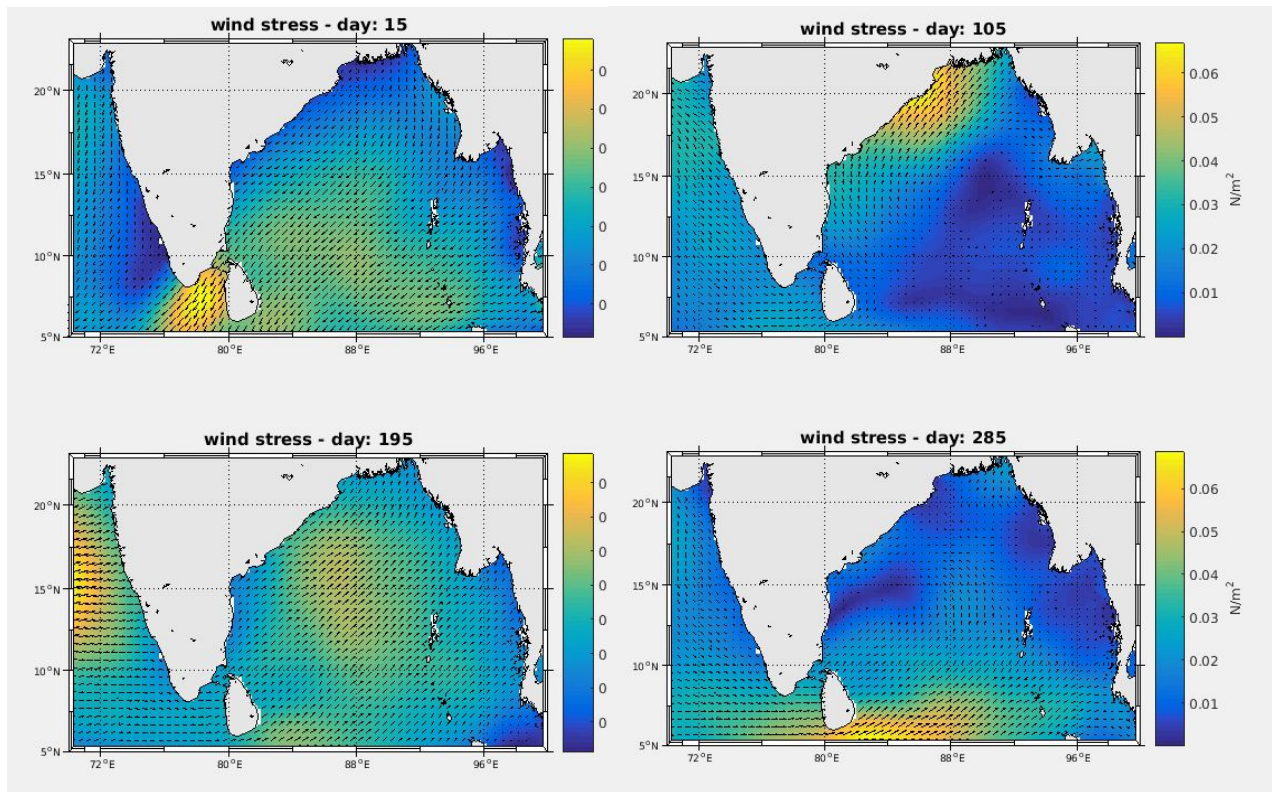 wind stress - day: 15
20°N
15°N
10°N
5°N
72°E
80°E
88°E
96°E
0
0
0
0
0
0
0
wind stress - day: 105
20°N
15°N
10°N
5°N
72°E
80°E
88°E
96°E
0.06
0.05
0.04
0.03
0.02
0.01
N/m²
wind stress - day: 195
20°N
15°N
10°N
5°N
72°E
80°E
88°E
96°E
0
0
0
0
0
0
0
0
wind stress - day: 285
20°N
15°N
10°N
5°N
72°E
80°E
88°E
96°E
0.06
0.05
0.04
0.03
0.02
0.01
N/m²